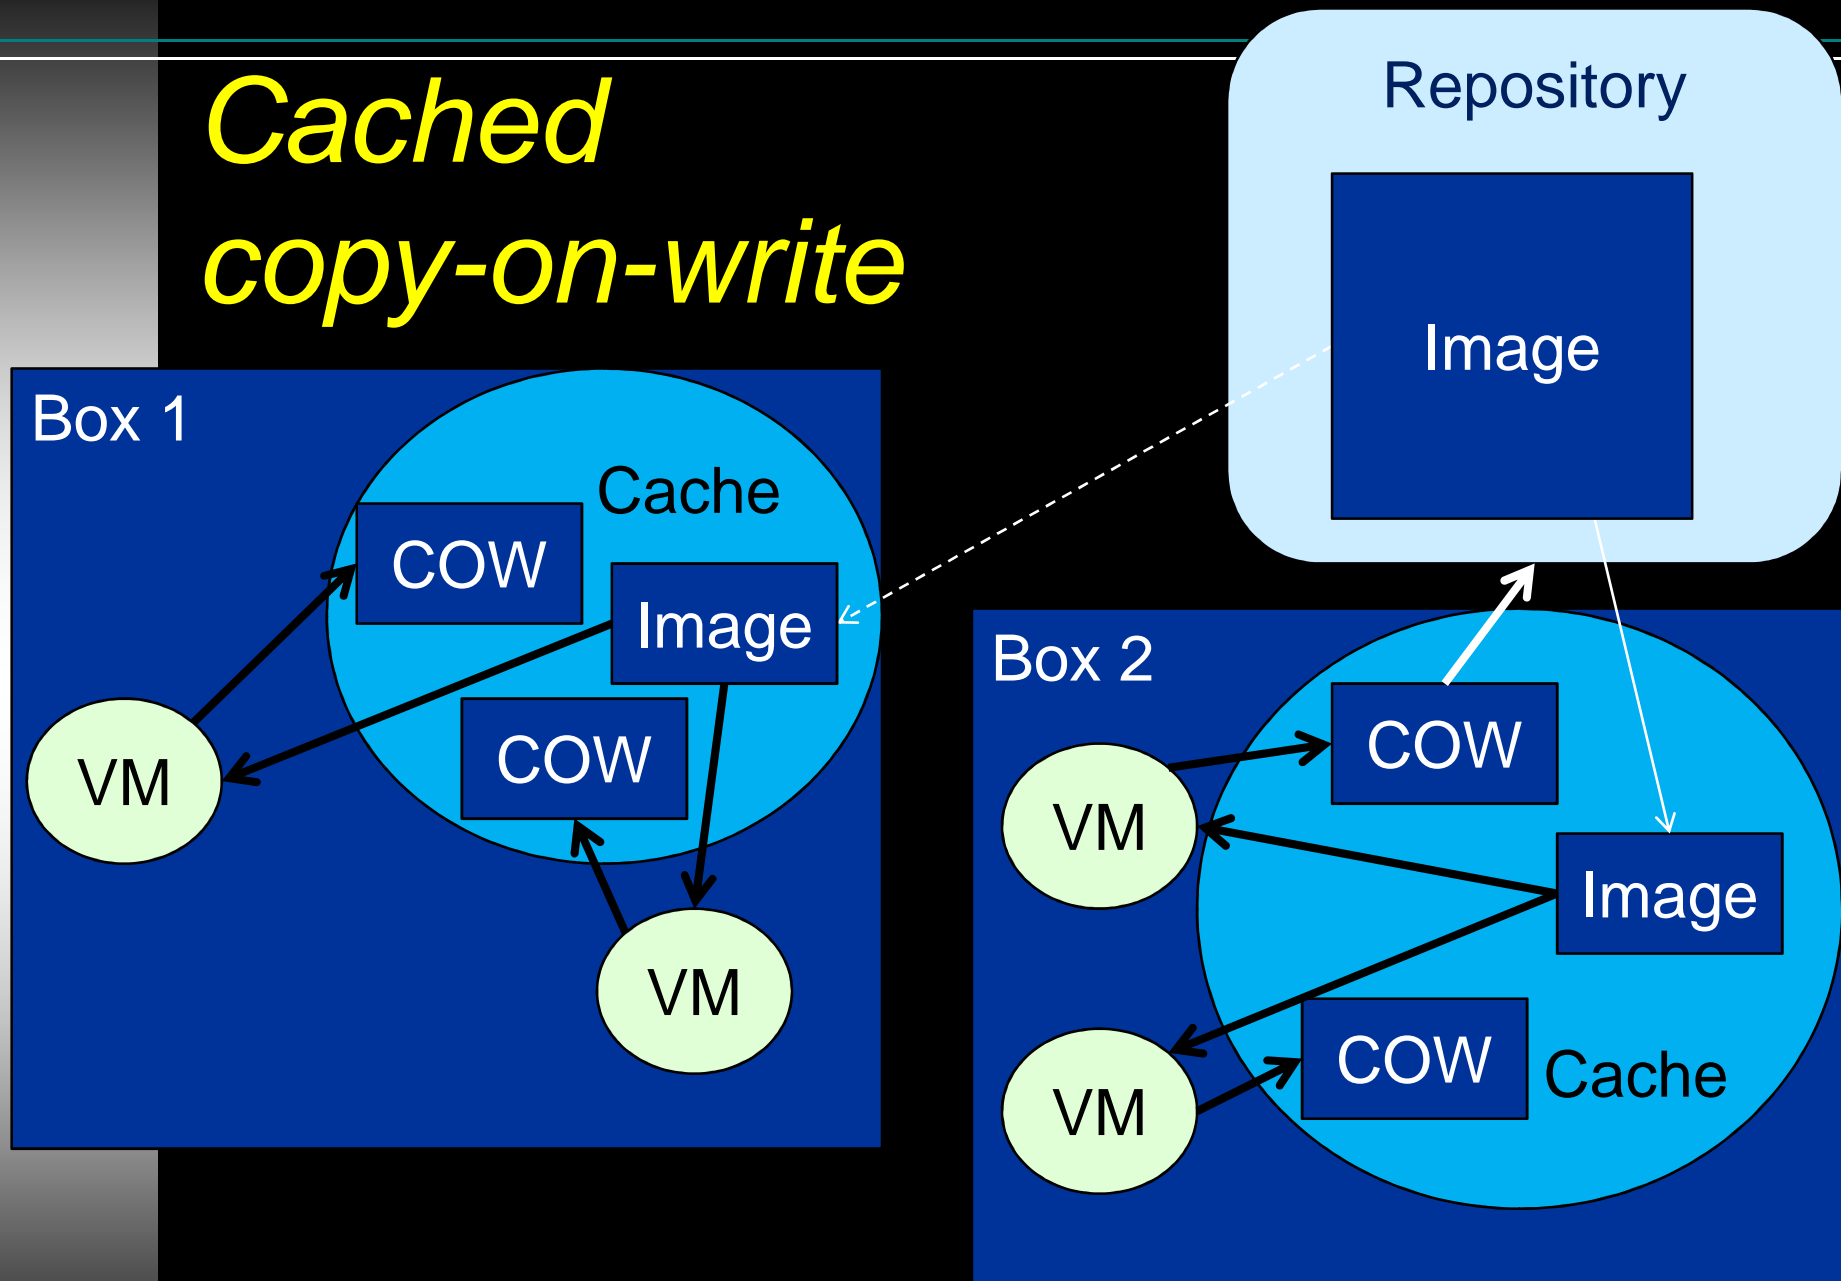 Cached
copy-on-write
Repository
Image
Box 1
Cache
COW
Image
COW
VM
VM
Box 2
COW
VM
Image
COW
Cache
VM